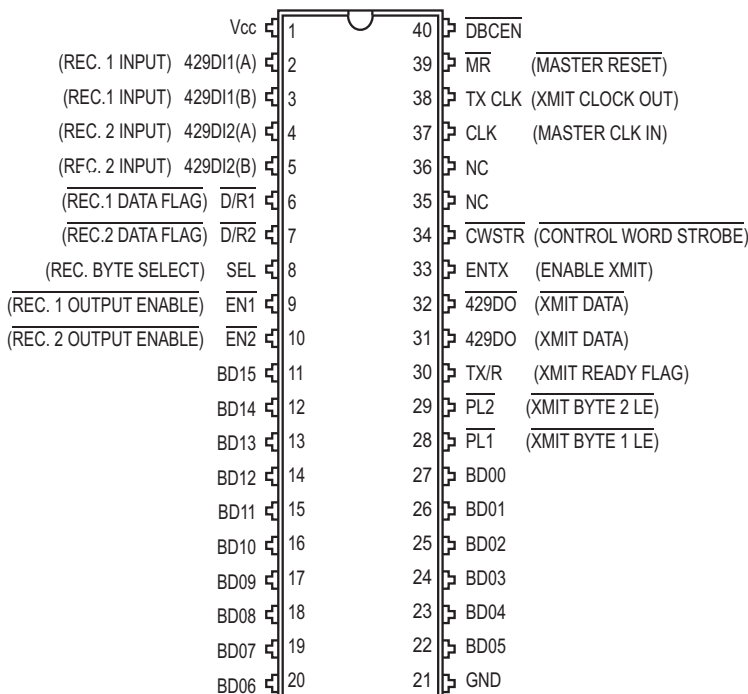 Vcc 1 40 DBCEN
(REC. 1 INPUT) 429DI1(A) 2 39 MR (MASTER RESET)
(REC.1 INPUT) 429DI1(B) 3 38 TX CLK (XMIT CLOCK OUT)
(REC. 2 INPUT) 429DI2(A) 4 37 CLK (MASTER CLK IN)
(REC. 2 INPUT) 429DI2(B) 5 36 NC
(REC.1 DATA FLAG) D/R1 6 35 NC
(REC.2 DATA FLAG) D/R2 7 34 CWSTR (CONTROL WORD STROBE)
(REC. BYTE SELECT) SEL 8 33 ENTX (ENABLE XMIT)
(REC. 1 OUTPUT ENABLE) EN1 9 32 429DO (XMIT DATA)
(REC. 2 OUTPUT ENABLE) EN2 10 31 429DO (XMIT DATA)
BD15 11 30 TX/R (XMIT READY FLAG)
BD14 12 29 PL2 (XMIT BYTE 2 LE)
BD13 13 28 PL1 (XMIT BYTE 1 LE)
BD12 14 27 BD00
BD11 15 26 BD01
BD10 16 25 BD02
BD09 17 24 BD03
BD08 18 23 BD04
BD07 19 22 BD05
BD06 20 21 GND